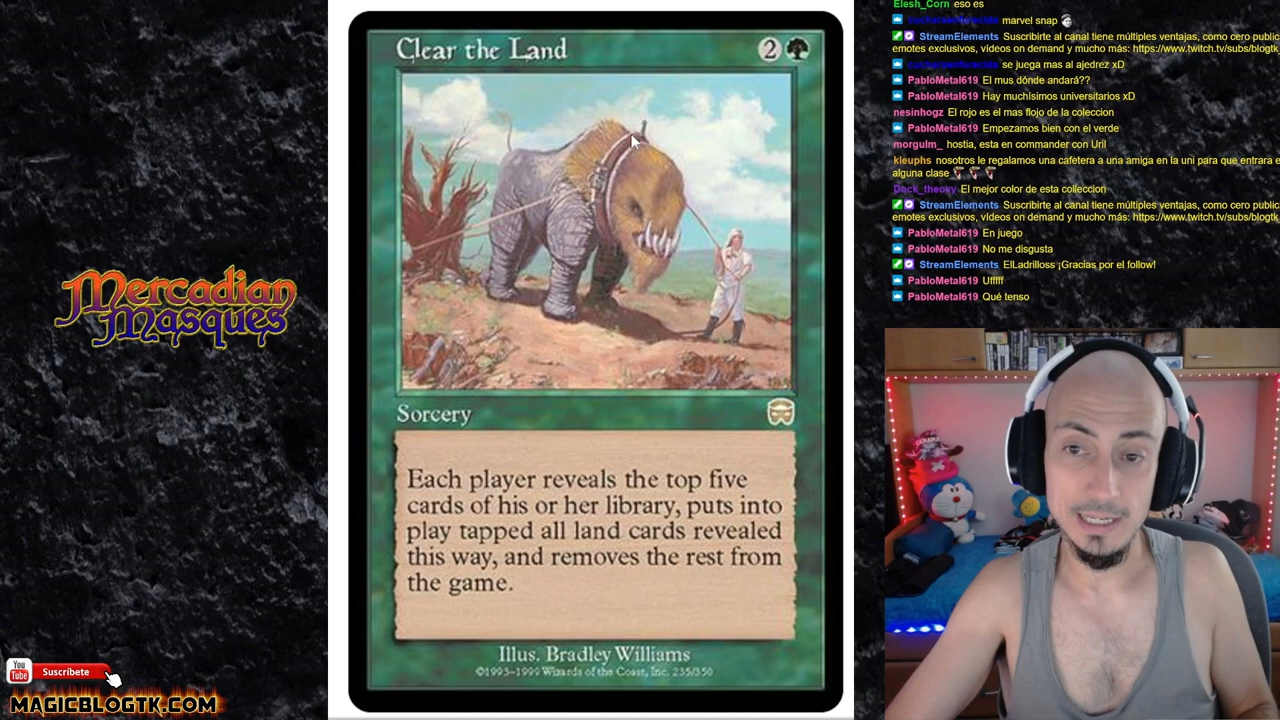 Mercadian
Masques
You
Tube
Suscríbete
MAGICBLOGTK.COM
Clear the Land
2
Sorcery
Each player reveals the top five
cards of his or her library, puts into
play tapped all land cards revealed
this way, and removes the rest from
the game.
Illus. Bradley Williams
©1993-1999 Wizards of the Coast, Inc. 235/350
Elesh_Corn eso es
marvel snap
StreamElements Suscribirte al canal tiene múltiples ventajas, como cero public
emotes exclusivos, vídeos on demand y mucho más: https://www.twitch.tv/subs/blogtk
se juega mas al ajedrez xD
PabloMetal619 El mus dónde andará??
PabloMetal619 Hay muchísimos universitarios xD
nesinhogz El rojo es el mas flojo de la coleccion
PabloMetal619 Empezamos bien con el verde
morgulm_ hostia, esta en commander con Uril
kleuphs nosotros le regalamos una cafetera a una amiga en la uni para que entrara e
alguna clase
El mejor color de esta colleccion
StreamElements Suscribirte al canal tiene múltiples ventajas, como cero public
emotes exclusivos, vídeos on demand y mucho más: https://www.twitch.tv/subs/blogtk
PabloMetal619 En juego
PabloMetal619 No me disgusta
StreamElements ElLadrilloss ¡Gracias por el follow!
PabloMetal619 Ufffff
PabloMetal619 Qué tenso